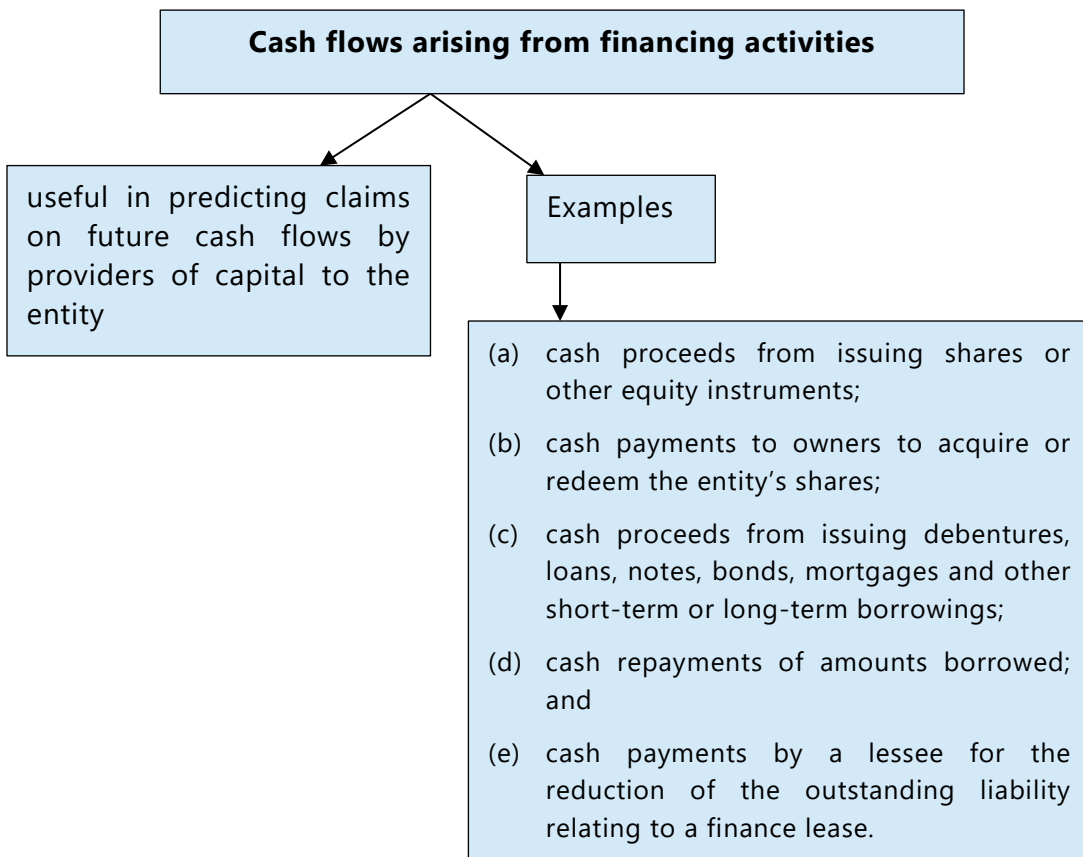 Cash flows arising from financing activities
useful in predicting claims
on future cash flows by
providers of capital to the
entity
Examples
(a) cash proceeds from issuing shares or
other equity instruments;
(b) cash payments to owners to acquire or
redeem the entity’s shares;
(c) cash proceeds from issuing debentures,
loans, notes, bonds, mortgages and other
short-term or long-term borrowings;
(d) cash repayments of amounts borrowed;
and
(e) cash payments by a lessee for the
reduction of the outstanding liability
relating to a finance lease.